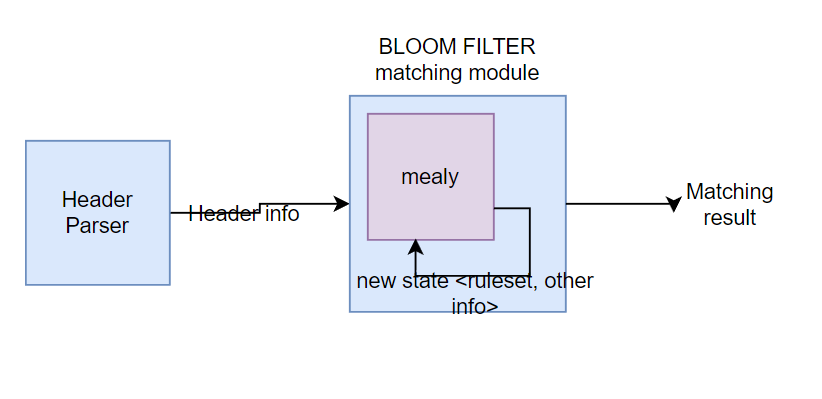 BLOOM FILTER
matching module
mealy
Header
Parser
Header info
Matching
result
new state <ruleset, other
info>